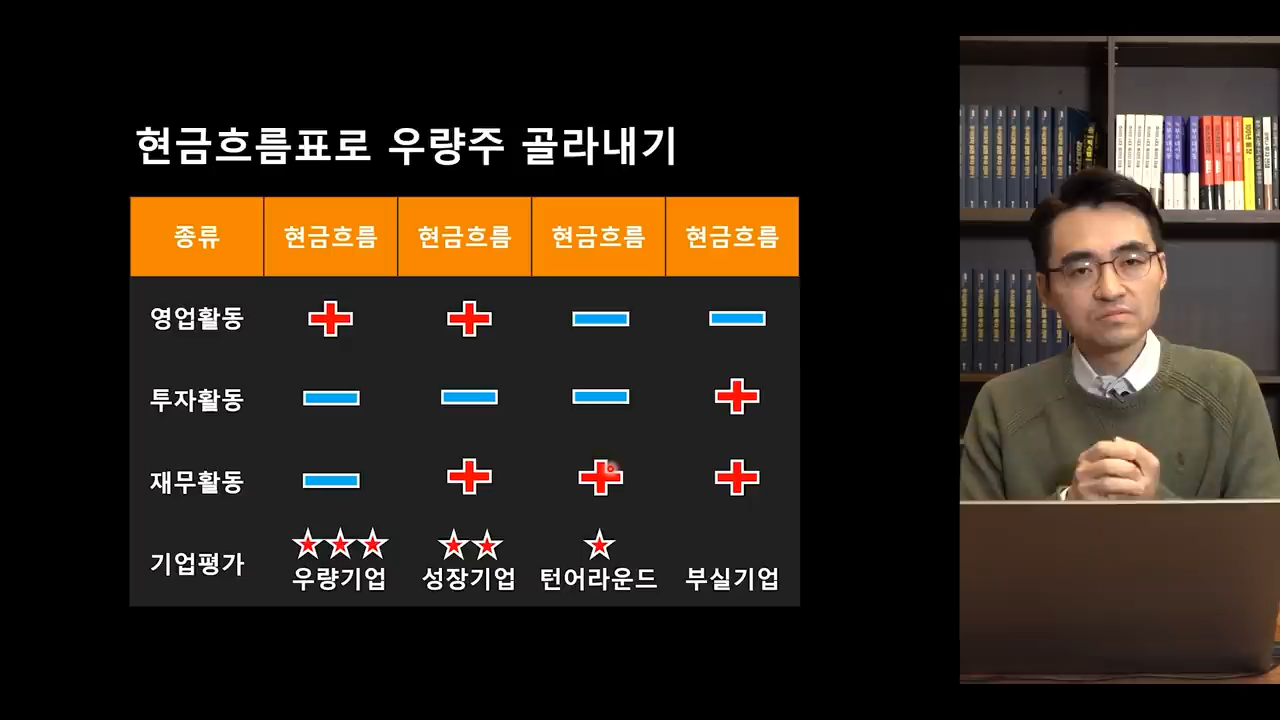 현금흐름표로 우량주 골라내기
종류 현금흐름 현금흐름 현금흐름 현금흐름
영업활동
투자활동
재무활동
기업평가 우량기업 성장기업 턴어라운드 부실기업